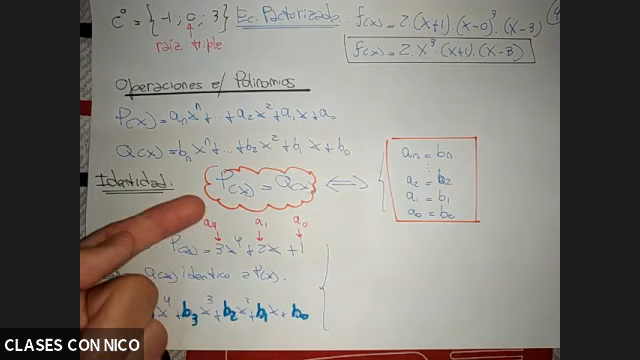 C° = {-1; 0; 3} Ec. Factorizada: f(x) = 2·(x+1)·(x-0)³·(x-3)
raíz triple
f(x) = 2·x³·(x+1)·(x-3)
Operaciones e/ Polinomios
P(x) = aₙxⁿ + ... + a₂x² + a₁x + a₀
Q(x) = bₙxⁿ + ... + b₂x² + b₁x + b₀
Identidad: P(x) = Q(x) ⟺
aₙ = bₙ
⋮
a₂ = b₂
a₁ = b₁
a₀ = b₀
a₄ a₁ a₀
P(x) = 3x⁴ + 2x + 1
Q(x) identico a P(x).
x⁴ + b₃x³ + b₂x² + b₁x + b₀
CLASES CON NICO